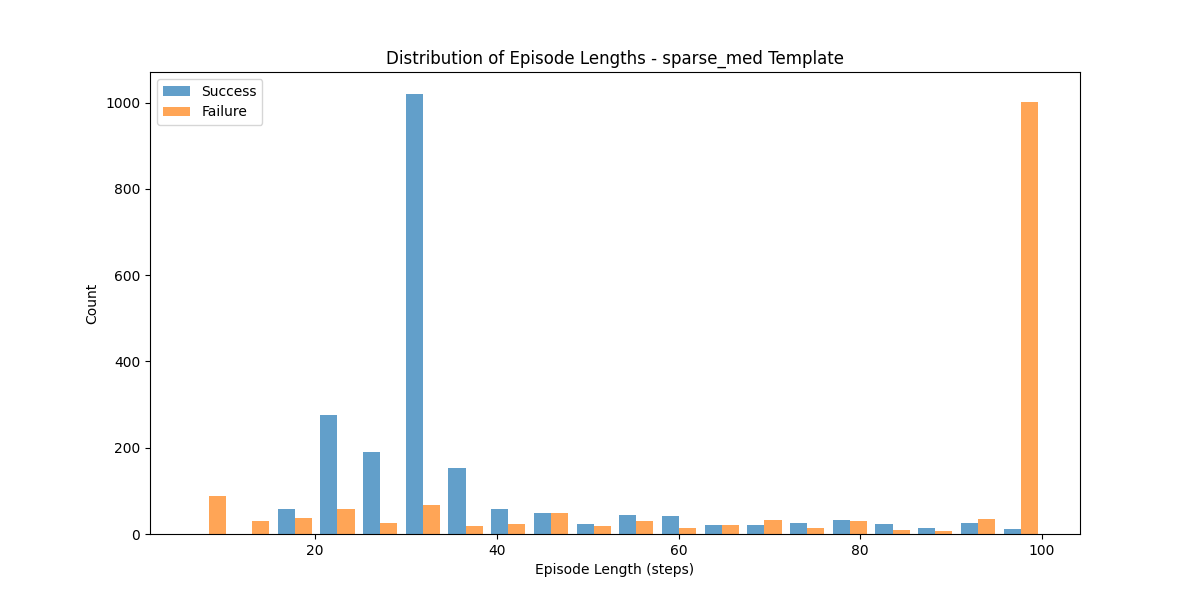 Distribution of Episode Lengths - sparse_med Template
Success
Failure
Count
1000
800
600
400
200
0
20 40 60 80 100
Episode Length (steps)